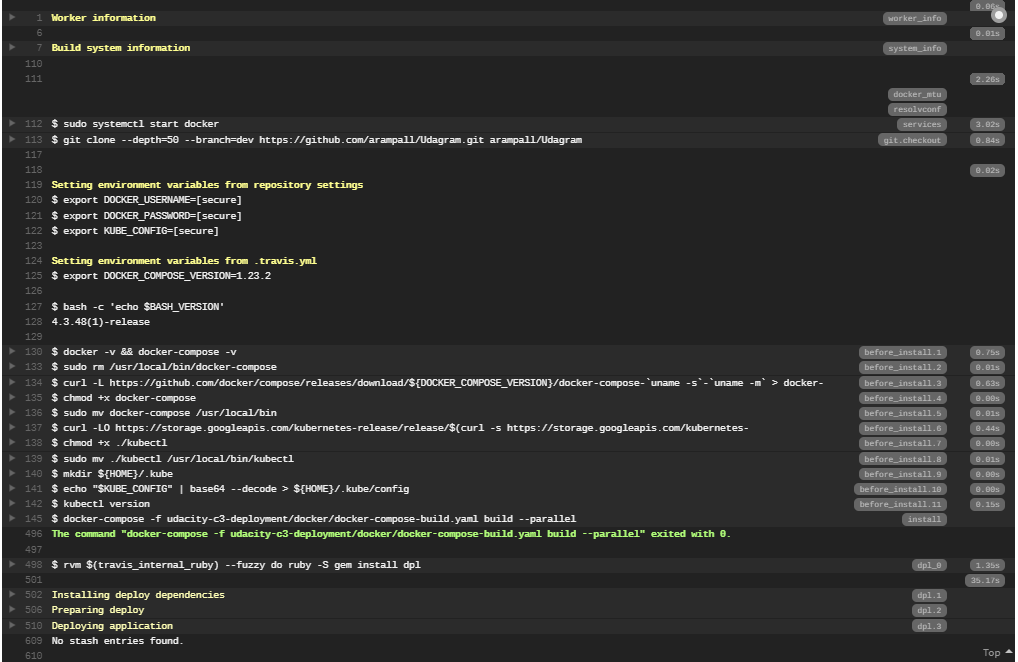 0.06s
1 Worker information worker_info
6 0.01s
7 Build system information system_info
110
111 2.26s
docker_mtu
resolvconf
112 $ sudo systemctl start docker services 3.02s
113 $ git clone --depth=50 --branch=dev https://github.com/arampall/Udagram.git arampall/Udagram git.checkout 0.84s
117
118 0.02s
119 Setting environment variables from repository settings
120 $ export DOCKER_USERNAME=[secure]
121 $ export DOCKER_PASSWORD=[secure]
122 $ export KUBE_CONFIG=[secure]
123
124 Setting environment variables from .travis.yml
125 $ export DOCKER_COMPOSE_VERSION=1.23.2
126
127 $ bash -c 'echo $BASH_VERSION'
128 4.3.48(1)-release
129
130 $ docker -v && docker-compose -v before_install.1 0.75s
133 $ sudo rm /usr/local/bin/docker-compose before_install.2 0.01s
134 $ curl -L https://github.com/docker/compose/releases/download/${DOCKER_COMPOSE_VERSION}/docker-compose-`uname -s`-`uname -m` > docker- before_install.3 0.63s
135 $ chmod +x docker-compose before_install.4 0.00s
136 $ sudo mv docker-compose /usr/local/bin before_install.5 0.01s
137 $ curl -LO https://storage.googleapis.com/kubernetes-release/release/$(curl -s https://storage.googleapis.com/kubernetes- before_install.6 0.44s
138 $ chmod +x ./kubectl before_install.7 0.00s
139 $ sudo mv ./kubectl /usr/local/bin/kubectl before_install.8 0.01s
140 $ mkdir ${HOME}/.kube before_install.9 0.00s
141 $ echo "$KUBE_CONFIG" | base64 --decode > ${HOME}/.kube/config before_install.10 0.00s
142 $ kubectl version before_install.11 0.15s
145 $ docker-compose -f udacity-c3-deployment/docker/docker-compose-build.yaml build --parallel install
496 The command "docker-compose -f udacity-c3-deployment/docker/docker-compose-build.yaml build --parallel" exited with 0.
497
498 $ rvm $(travis_internal_ruby) --fuzzy do ruby -S gem install dpl dpl_0 1.35s
501 35.17s
502 Installing deploy dependencies dpl.1
506 Preparing deploy dpl.2
510 Deploying application dpl.3
609 No stash entries found.
610 Top